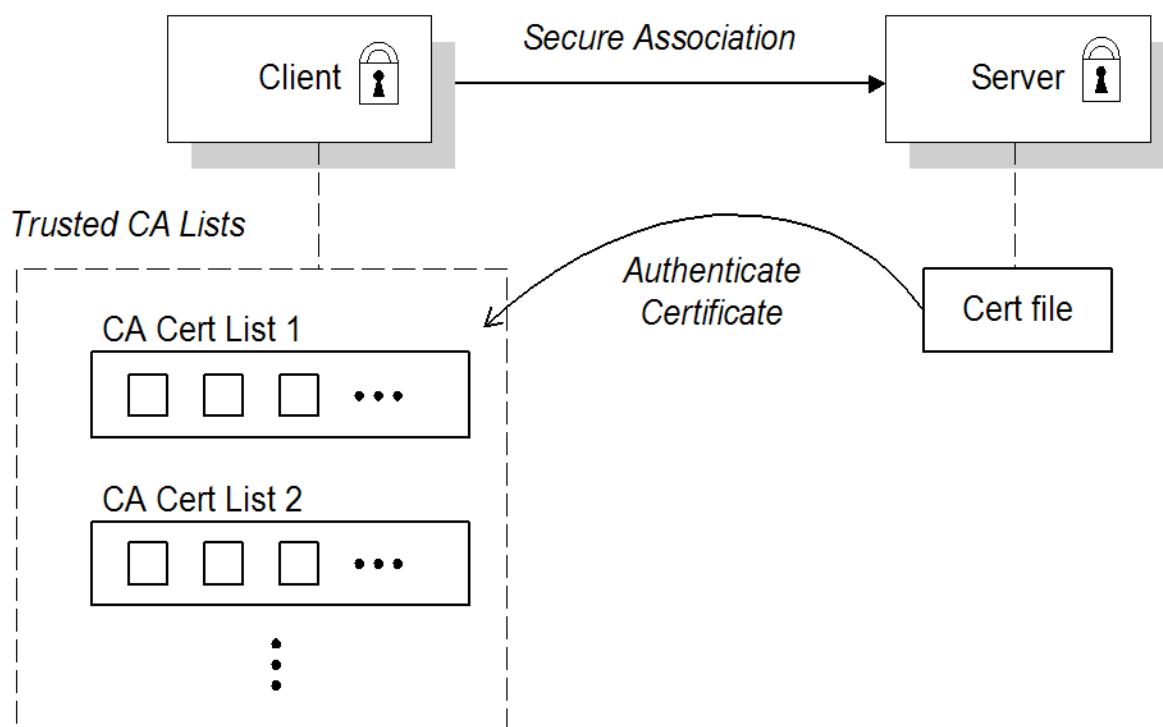 Secure Association
Client
Server
Trusted CA Lists
Authenticate
Certificate
Cert file
CA Cert List 1
CA Cert List 2